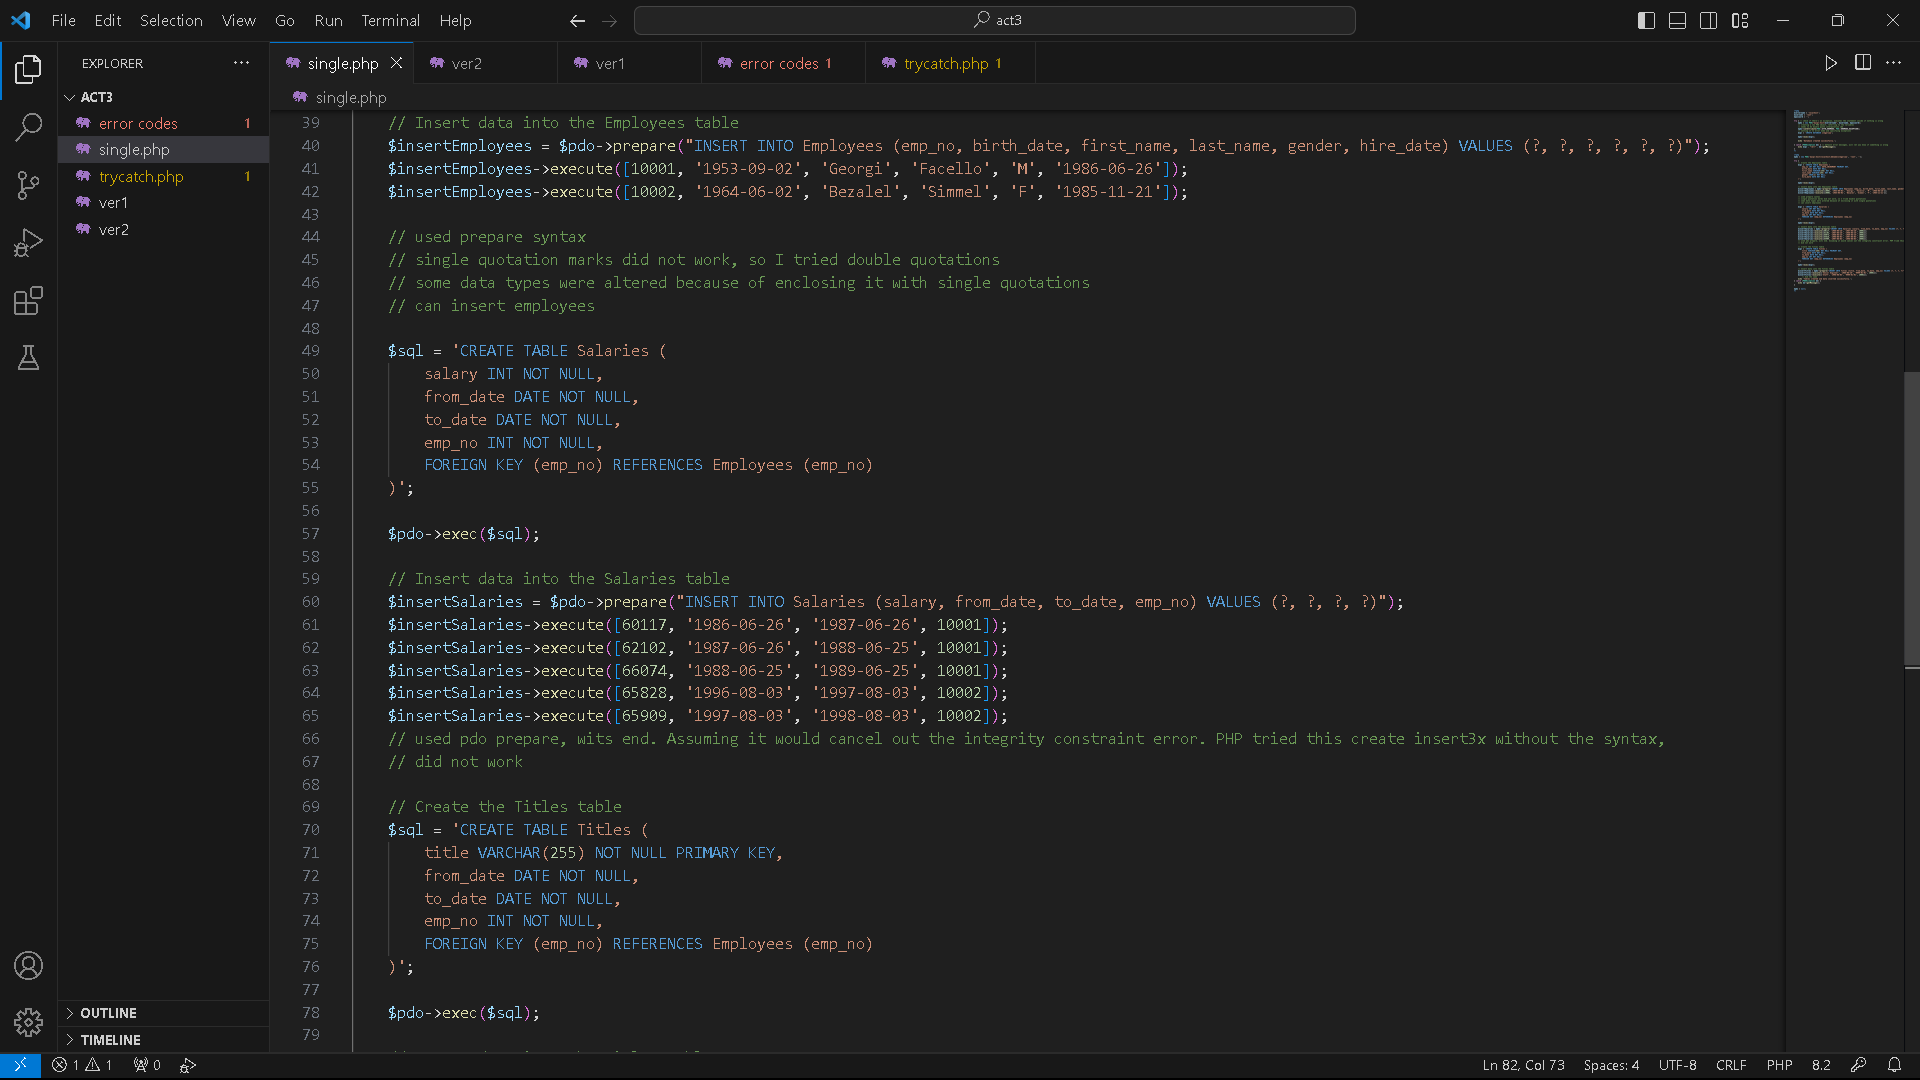 File Edit Selection View Go Run Terminal Help
act3
EXPLORER
ACT3
error codes 1
single.php
trycatch.php 1
ver1
ver2
OUTLINE
TIMELINE
single.php ver2 ver1 error codes 1 trycatch.php 1
single.php
39 // Insert data into the Employees table
40 $insertEmployees = $pdo->prepare("INSERT INTO Employees (emp_no, birth_date, first_name, last_name, gender, hire_date) VALUES (?, ?, ?, ?, ?, ?)");
41 $insertEmployees->execute([10001, '1953-09-02', 'Georgi', 'Facello', 'M', '1986-06-26']);
42 $insertEmployees->execute([10002, '1964-06-02', 'Bezalel', 'Simmel', 'F', '1985-11-21']);
43
44 // used prepare syntax
45 // single quotation marks did not work, so I tried double quotations
46 // some data types were altered because of enclosing it with single quotations
47 // can insert employees
48
49 $sql = 'CREATE TABLE Salaries (
50 salary INT NOT NULL,
51 from_date DATE NOT NULL,
52 to_date DATE NOT NULL,
53 emp_no INT NOT NULL,
54 FOREIGN KEY (emp_no) REFERENCES Employees (emp_no)
55 )';
56
57 $pdo->exec($sql);
58
59 // Insert data into the Salaries table
60 $insertSalaries = $pdo->prepare("INSERT INTO Salaries (salary, from_date, to_date, emp_no) VALUES (?, ?, ?, ?)");
61 $insertSalaries->execute([60117, '1986-06-26', '1987-06-26', 10001]);
62 $insertSalaries->execute([62102, '1987-06-26', '1988-06-25', 10001]);
63 $insertSalaries->execute([66074, '1988-06-25', '1989-06-25', 10001]);
64 $insertSalaries->execute([65828, '1996-08-03', '1997-08-03', 10002]);
65 $insertSalaries->execute([65909, '1997-08-03', '1998-08-03', 10002]);
66 // used pdo prepare, wits end. Assuming it would cancel out the integrity constraint error. PHP tried this create insert3x without the syntax,
67 // did not work
68
69 // Create the Titles table
70 $sql = 'CREATE TABLE Titles (
71 title VARCHAR(255) NOT NULL PRIMARY KEY,
72 from_date DATE NOT NULL,
73 to_date DATE NOT NULL,
74 emp_no INT NOT NULL,
75 FOREIGN KEY (emp_no) REFERENCES Employees (emp_no)
76 )';
77
78 $pdo->exec($sql);
79
1 1 0 Ln 82, Col 73 Spaces: 4 UTF-8 CRLF PHP 8.2